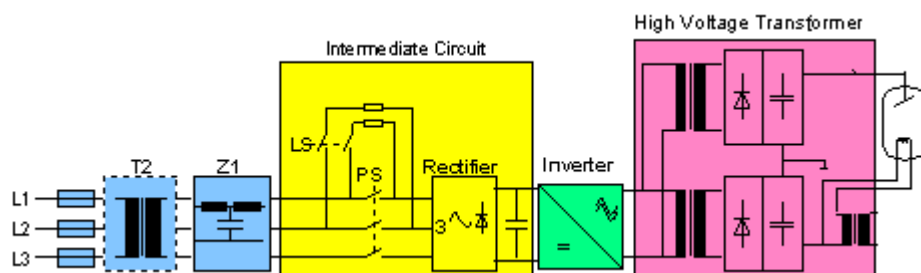 High Voltage Transformer
Intermediate Circuit
LS
T2
Z1
PS
Rectifier
Inverter
L1
L2
L3
3
=